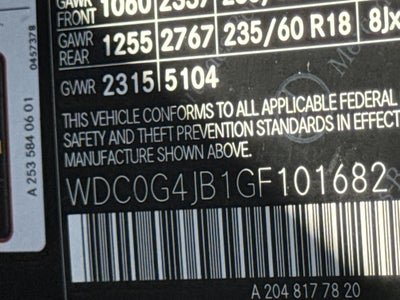 GAWR
FRONT 1060
GAWR
REAR 1255 2767 235/60 R18 8Jx
GVWR 2315 5104
THIS VEHICLE CONFORMS TO ALL APPLICABLE FEDERAL
SAFETY AND THEFT PREVENTION STANDARDS IN EFFECT
MANUFACTURE SHOWN ABOVE.
WDC0G4JB1GF101682
A 204 817 78 20
A 253 584 06 01
0457378